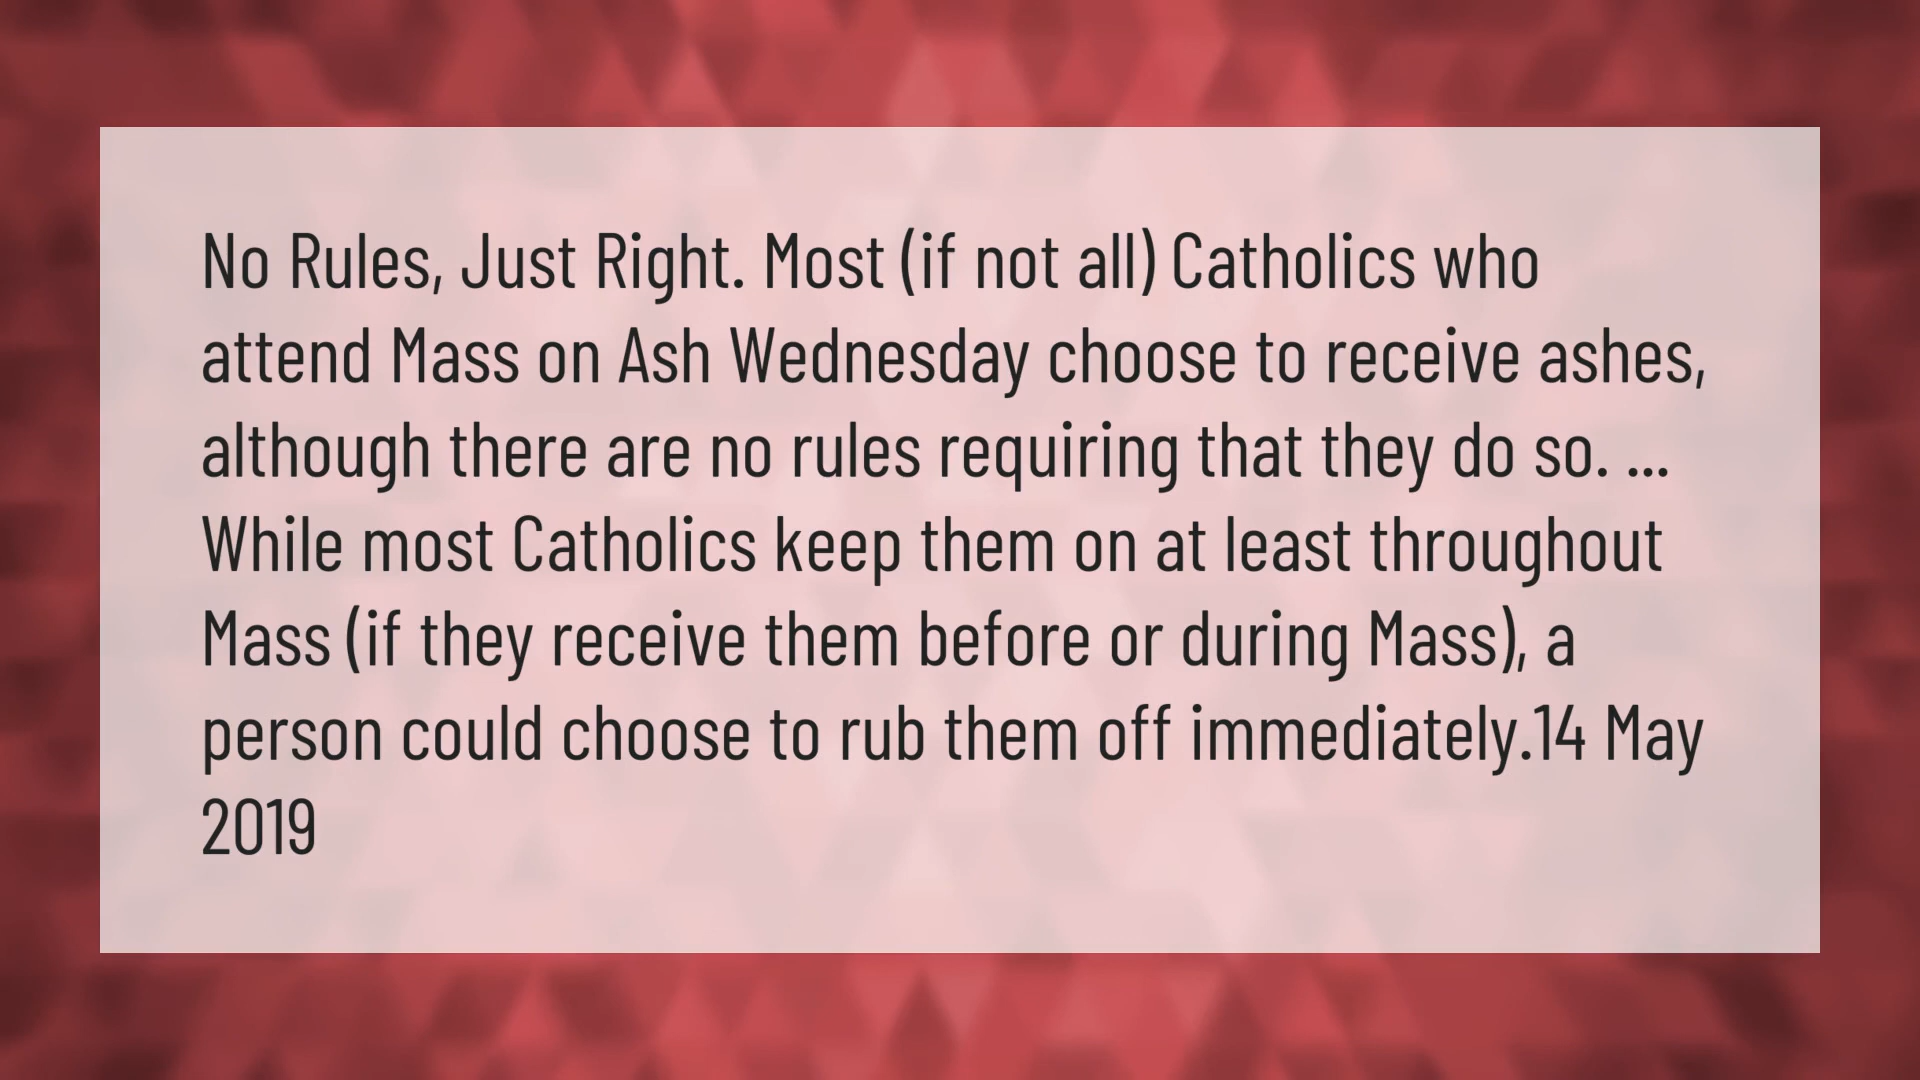 No Rules, Just Right. Most (if not all) Catholics who
attend Mass on Ash Wednesday choose to receive ashes,
although there are no rules requiring that they do so. ...
While most Catholics keep them on at least throughout
Mass (if they receive them before or during Mass), a
person could choose to rub them off immediately.14 May
2019